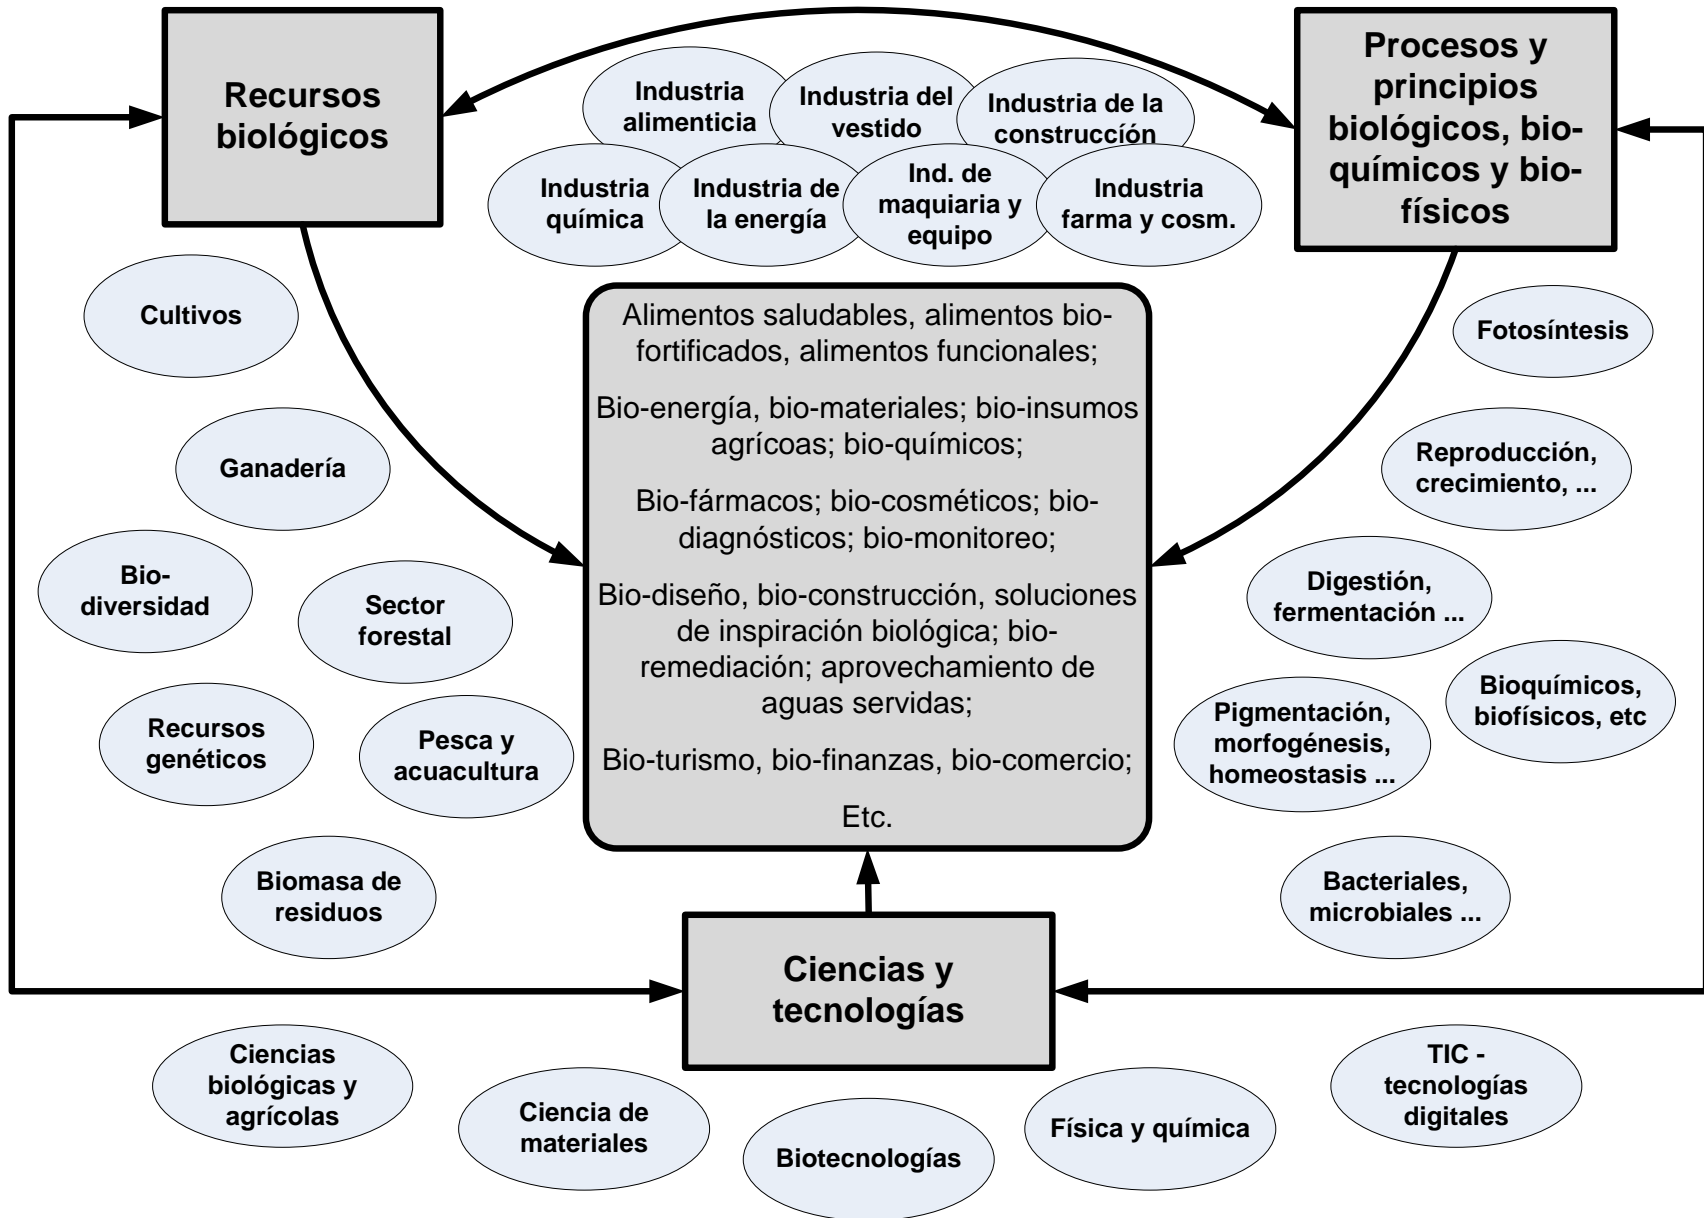 Recursos
biológicos
Procesos y
principios
biológicos, bio-
químicos y bio-
físicos
Industria
alimenticia
Industria del
vestido
Industria de la
construccíon
Industria
química
Industria de
la energía
Ind. de
maquiaria y
equipo
Industria
farma y cosm.
Cultivos
Ganadería
Bio-
diversidad
Sector
forestal
Recursos
genéticos
Pesca y
acuacultura
Biomasa de
residuos
Alimentos saludables, alimentos bio-
fortificados, alimentos funcionales;
Bio-energía, bio-materiales; bio-insumos
agrícoas; bio-químicos;
Bio-fármacos; bio-cosméticos; bio-
diagnósticos; bio-monitoreo;
Bio-diseño, bio-construcción, soluciones
de inspiración biológica; bio-
remediación; aprovechamiento de
aguas servidas;
Bio-turismo, bio-finanzas, bio-comercio;
Etc.
Fotosíntesis
Reproducción,
crecimiento, ...
Digestión,
fermentación ...
Bioquímicos,
biofísicos, etc
Pigmentación,
morfogénesis,
homeostasis ...
Bacteriales,
microbiales ...
Ciencias y
tecnologías
Ciencias
biológicas y
agrícolas
Ciencia de
materiales
Biotecnologías
Física y química
TIC -
tecnologías
digitales